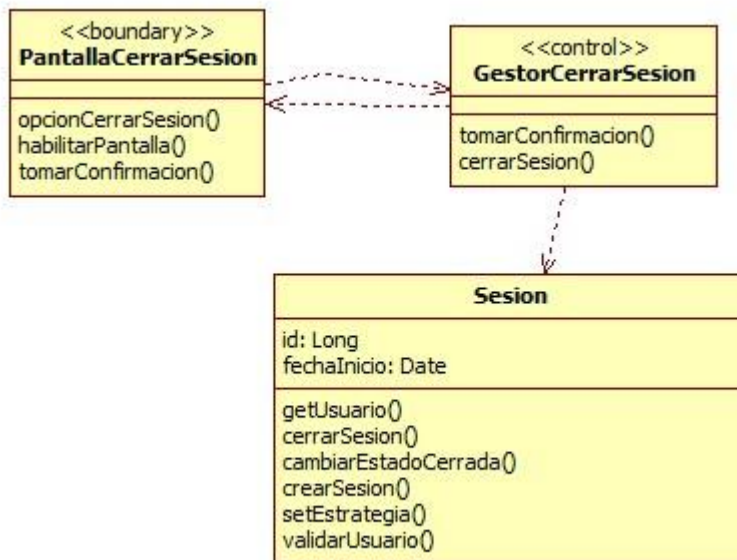 <<boundary>>
PantallaCerrarSesion
opcionCerrarSesion()
habilitarPantalla()
tomarConfirmacion()
<<control>>
GestorCerrarSesion
tomarConfirmacion()
cerrarSesion()
Sesion
id: Long
fechaInicio: Date
getUsuario()
cerrarSesion()
cambiarEstadoCerrada()
crearSesion()
setEstrategia()
validarUsuario()